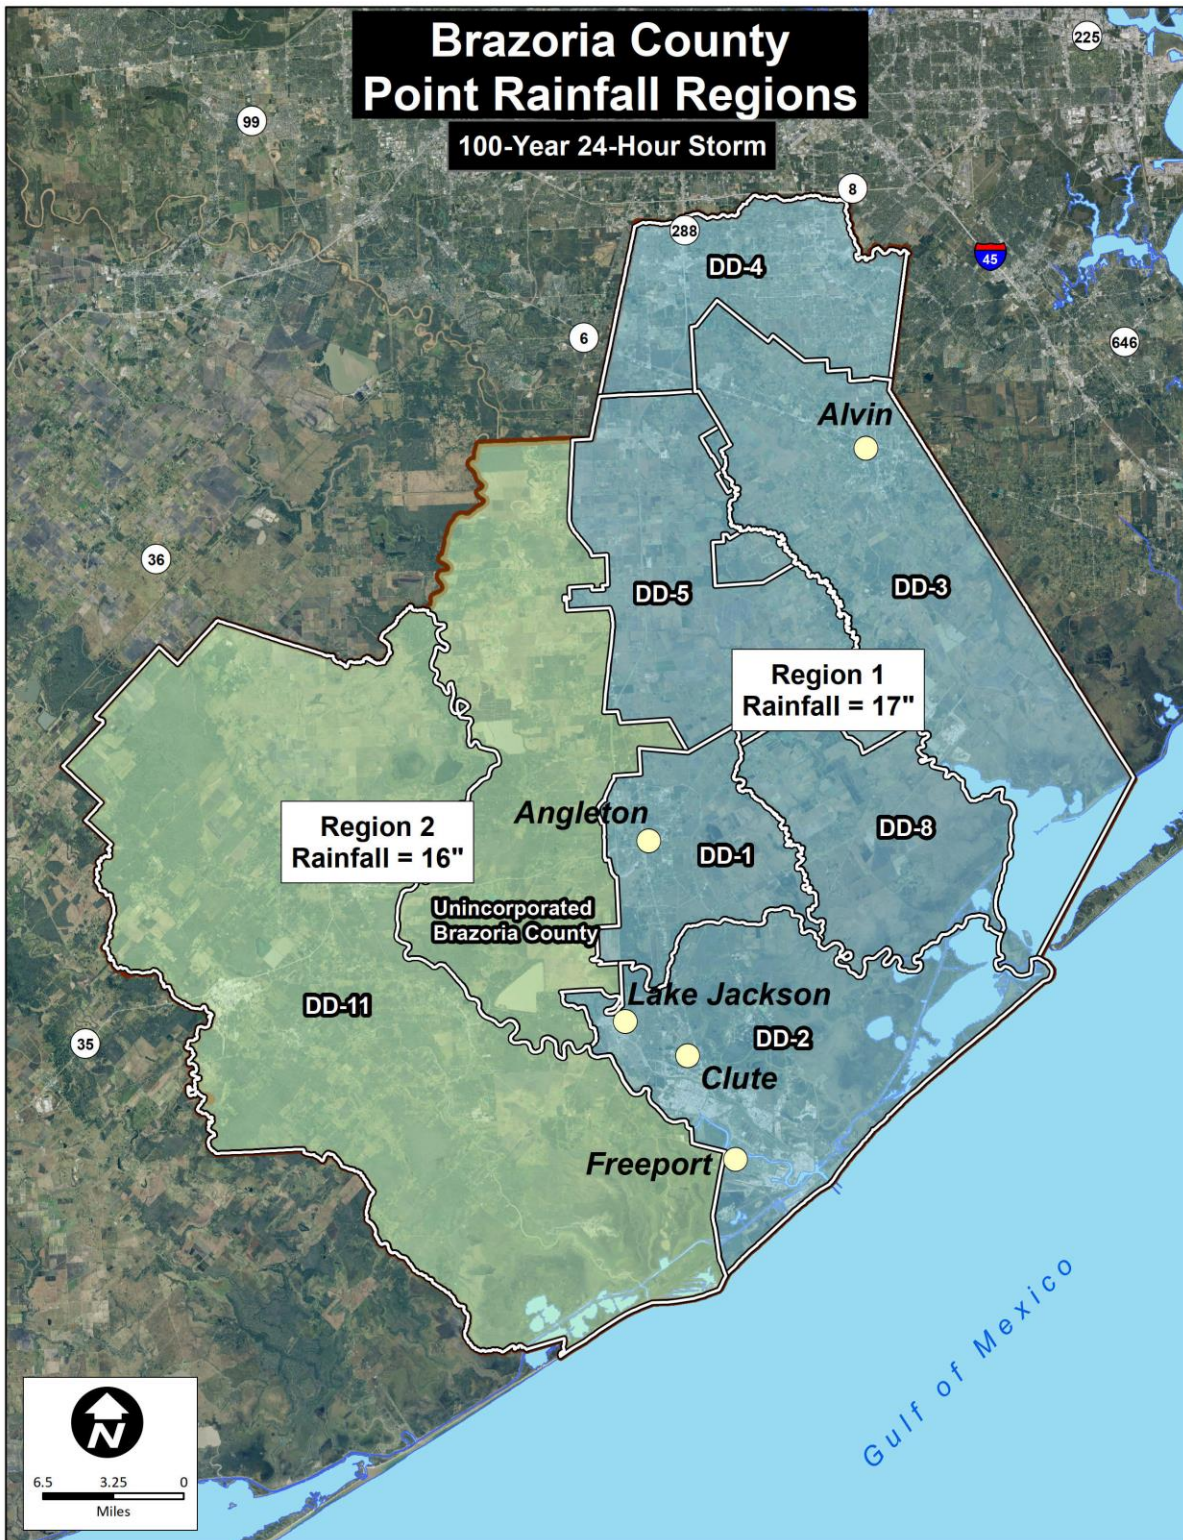 Brazoria County
Point Rainfall Regions
100-Year 24-Hour Storm
225
99
8
288
45
DD-4
6
646
Alvin
36
DD-5
DD-3
Region 1
Rainfall = 17"
Angleton
Region 2
Rainfall = 16"
DD-8
DD-1
Unincorporated
Brazoria County
Lake Jackson
DD-11
DD-2
35
Clute
Freeport
Gulf of Mexico
N
6.5 3.25 0
Miles